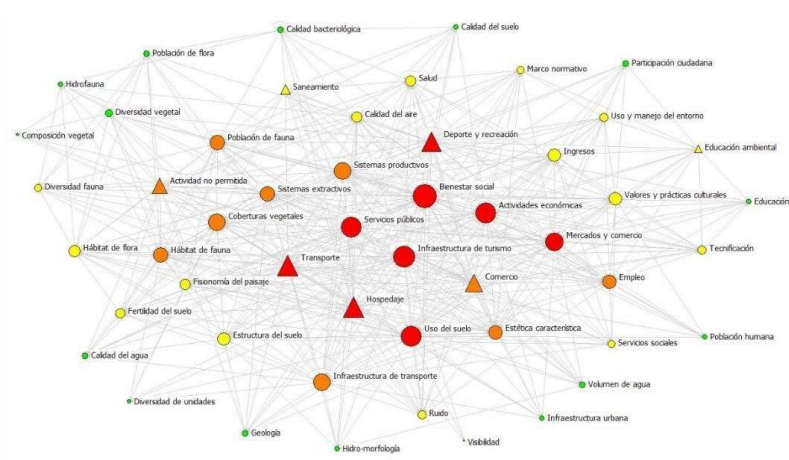 Calidad bacteriológica
Calidad del suelo
Población de flora
Participación ciudadana
Marco normativo
Hidrofauna
Saneamiento
Salud
Diversidad vegetal
Calidad del aire
Uso y manejo del entorno
Composición vegetal
Población de fauna
Deporte y recreación
Ingresos
Educación ambiental
Sistemas productivos
Diversidad fauna
Actividad no permitida
Sistemas extractivos
Bienestar social
Valores y prácticas culturales
Educación
Coberturas vegetales
Servicios públicos
Actividades económicas
Hábitat de flora
Hábitat de fauna
Infraestructura de turismo
Mercados y comercio
Tecnificación
Transporte
Fisionomía del paisaje
Comercio
Empleo
Fertilidad del suelo
Hospedaje
Estructura del suelo
Uso del suelo
Estética característica
Servicios sociales
Población humana
Calidad del agua
Infraestructura de transporte
Volumen de agua
Diversidad de unidades
Ruido
Infraestructura urbana
Geología
Hidro-morfología
Visibilidad